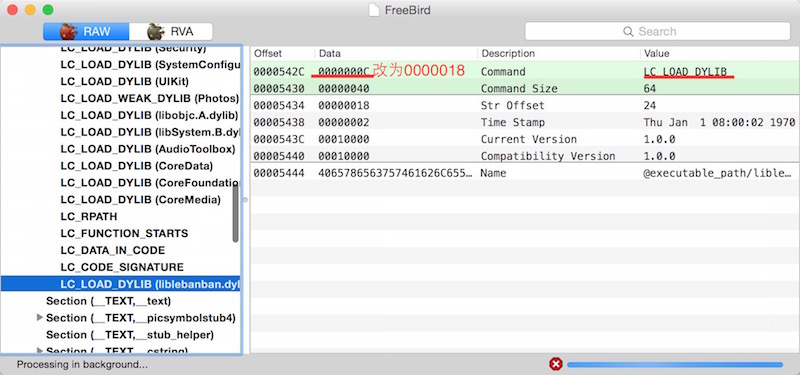 FreeBird
RAW RVA Search
LC_LOAD_DYLIB (Security)
LC_LOAD_DYLIB (SystemConfigur
LC_LOAD_DYLIB (UIKit)
LC_LOAD_WEAK_DYLIB (Photos)
LC_LOAD_DYLIB (libobjc.A.dylib)
LC_LOAD_DYLIB (libSystem.B.dyli
LC_LOAD_DYLIB (AudioToolbox)
LC_LOAD_DYLIB (CoreData)
LC_LOAD_DYLIB (CoreFoundation
LC_LOAD_DYLIB (CoreMedia)
LC_RPATH
LC_FUNCTION_STARTS
LC_DATA_IN_CODE
LC_CODE_SIGNATURE
LC_LOAD_DYLIB (liblebanban.dyl
Section (__TEXT,__text)
Section (__TEXT,__picsymbolstub4)
Section (__TEXT,__stub_helper)
Section (__TEXT,__cstring)
Offset Data Description Value
0000542C 0000000C 改为0000018 Command LC_LOAD_DYLIB
00005430 00000040 Command Size 64
00005434 00000018 Str Offset 24
00005438 00000002 Time Stamp Thu Jan 1 08:00:02 1970
0000543C 00010000 Current Version 1.0.0
00005440 00010000 Compatibility Version 1.0.0
00005444 4065786563757461626C655... Name @executable_path/lible...
Processing in background...